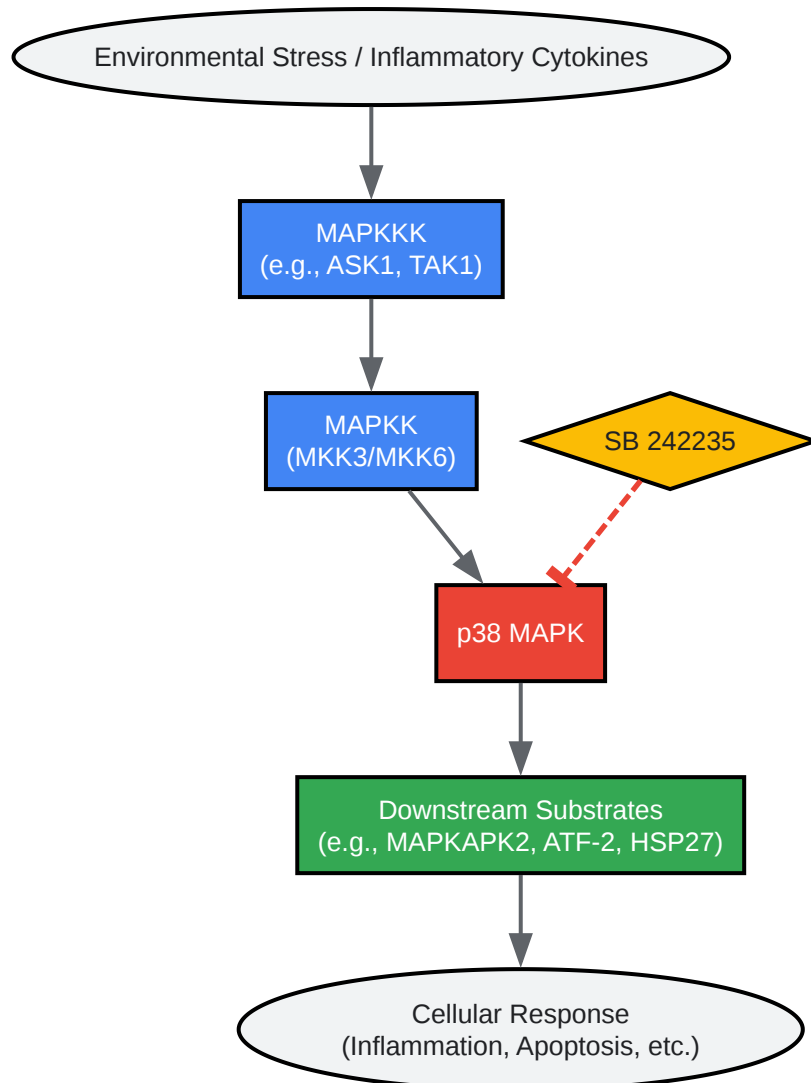 Environmental Stress / Inflammatory Cytokines
MAPKKK
(e.g., ASK1, TAK1)
MAPKK
(MKK3/MKK6)
SB 242235
p38 MAPK
Downstream Substrates
(e.g., MAPKAPK2, ATF-2, HSP27)
Cellular Response
(Inflammation, Apoptosis, etc.)